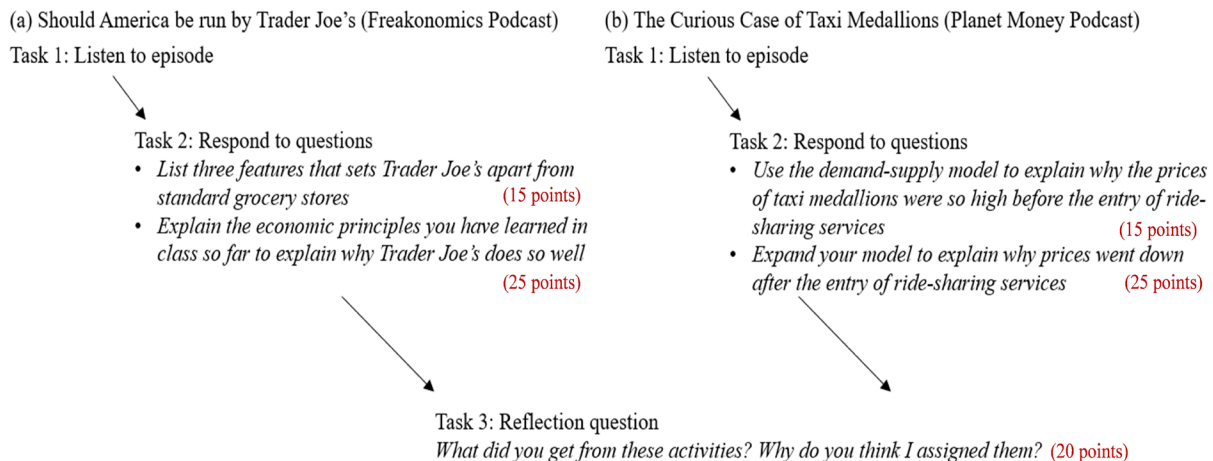 (a) Should America be run by Trader Joe's (Freakonomics Podcast)
Task 1: Listen to episode
Task 2: Respond to questions
• List three features that sets Trader Joe's apart from
standard grocery stores (15 points)
• Explain the economic principles you have learned in
class so far to explain why Trader Joe's does so well
(25 points)
(b) The Curious Case of Taxi Medallions (Planet Money Podcast)
Task 1: Listen to episode
Task 2: Respond to questions
• Use the demand-supply model to explain why the prices
of taxi medallions were so high before the entry of ride-
sharing services (15 points)
• Expand your model to explain why prices went down
after the entry of ride-sharing services (25 points)
Task 3: Reflection question
What did you get from these activities? Why do you think I assigned them? (20 points)